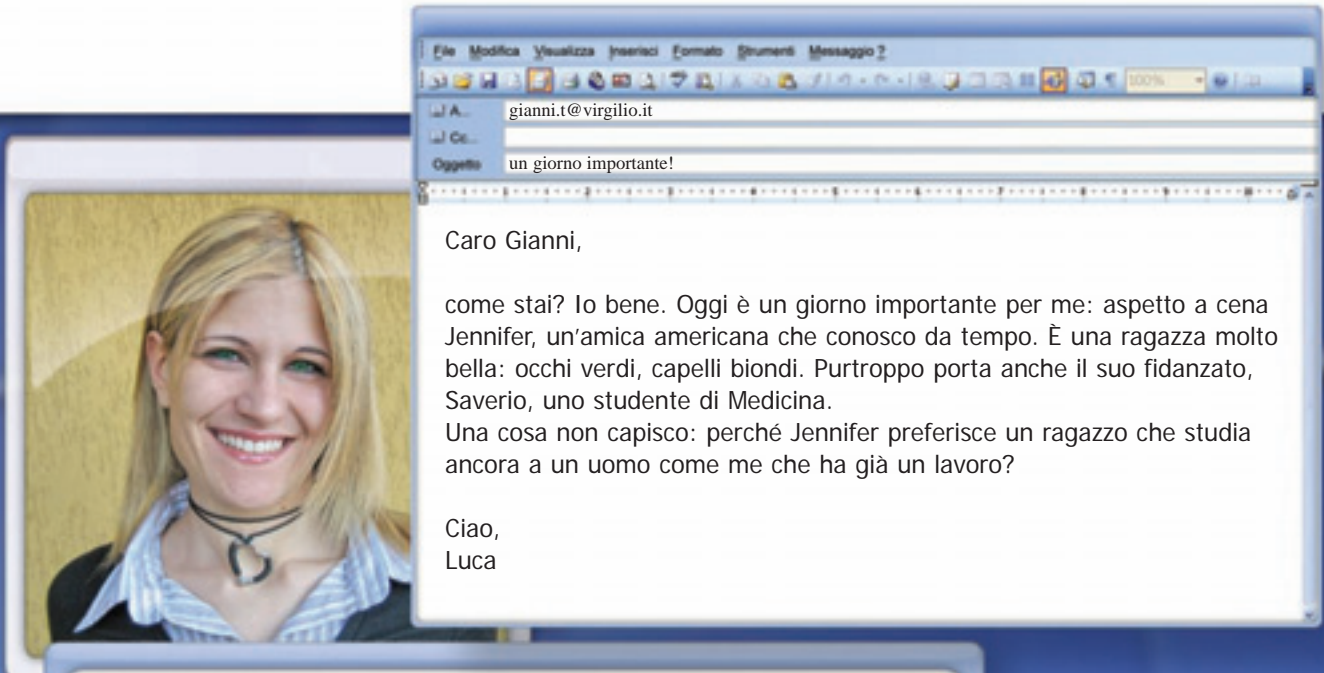 File Modifica Visualizza Inserisci Formato Strumenti Messaggio ?
100%
A... gianni.t@virgilio.it
Cc...
Oggetto un giorno importante!
Caro Gianni,
come stai? Io bene. Oggi è un giorno importante per me: aspetto a cena
Jennifer, un'amica americana che conosco da tempo. È una ragazza molto
bella: occhi verdi, capelli biondi. Purtroppo porta anche il suo fidanzato,
Saverio, uno studente di Medicina.
Una cosa non capisco: perché Jennifer preferisce un ragazzo che studia
ancora a un uomo come me che ha già un lavoro?
Ciao,
Luca